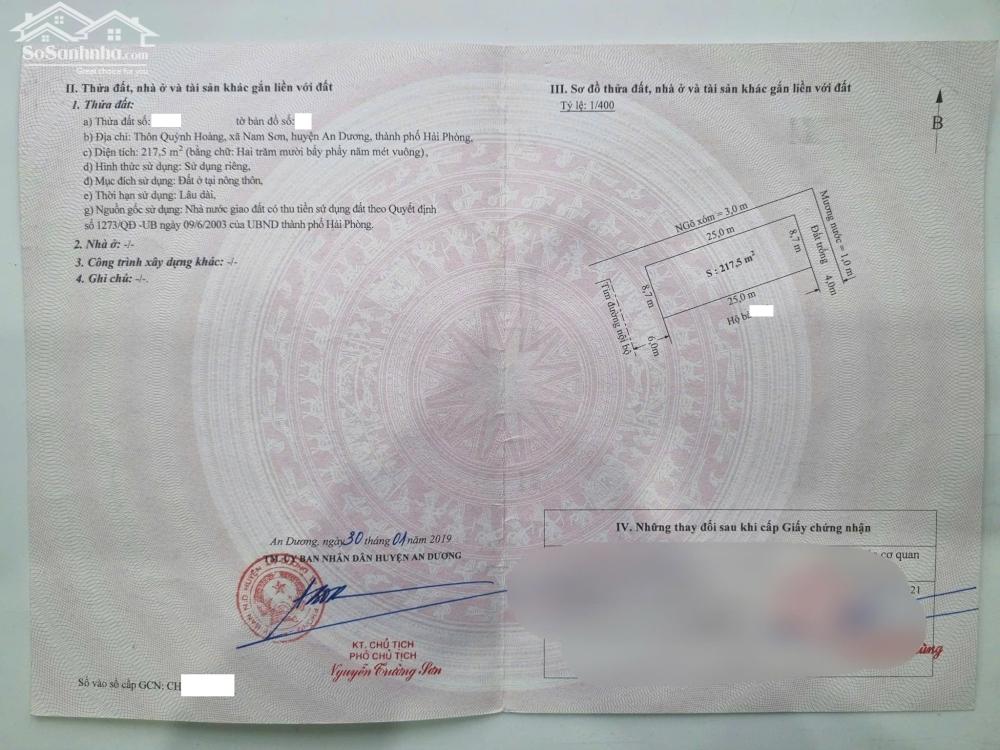 SoSanhnha.com
Great choice for you
II. Thửa đất, nhà ở và tài sản khác gắn liền với đất
1. Thửa đất:
a) Thửa đất số: tờ bản đồ số:
b) Địa chỉ: Thôn Quỳnh Hoàng, xã Nam Sơn, huyện An Dương, thành phố Hải Phòng,
c) Diện tích: 217,5 m² (bằng chữ: Hai trăm mười bẩy phẩy năm mét vuông),
d) Hình thức sử dụng: Sử dụng riêng,
đ) Mục đích sử dụng: Đất ở tại nông thôn,
e) Thời hạn sử dụng: Lâu dài,
g) Nguồn gốc sử dụng: Nhà nước giao đất có thu tiền sử dụng đất theo Quyết định
số 1273/QĐ -UB ngày 09/6/2003 của UBND thành phố Hải Phòng.
2. Nhà ở: -/-
3. Công trình xây dựng khác: -/-
4. Ghi chú: -/-
An Dương, ngày 30 tháng 01 năm 2019
TM. ỦY BAN NHÂN DÂN HUYỆN AN DƯƠNG
KT. CHỦ TỊCH
PHÓ CHỦ TỊCH
Nguyễn Trường Sơn
Số vào sổ cấp GCN: CH
III. Sơ đồ thửa đất, nhà ở và tài sản khác gắn liền với đất
Tỷ lệ: 1/400
B
NGõ xóm = 3,0 m
25,0 m
Mương nước = 1,0 m
Đất trống
4,0m
8,7 m
S : 217,5 m²
8,7 m
25,0 m
Hộ bà
Tim đường nội bộ
6,0m
IV. Những thay đổi sau khi cấp Giấy chứng nhận
cơ quan
21